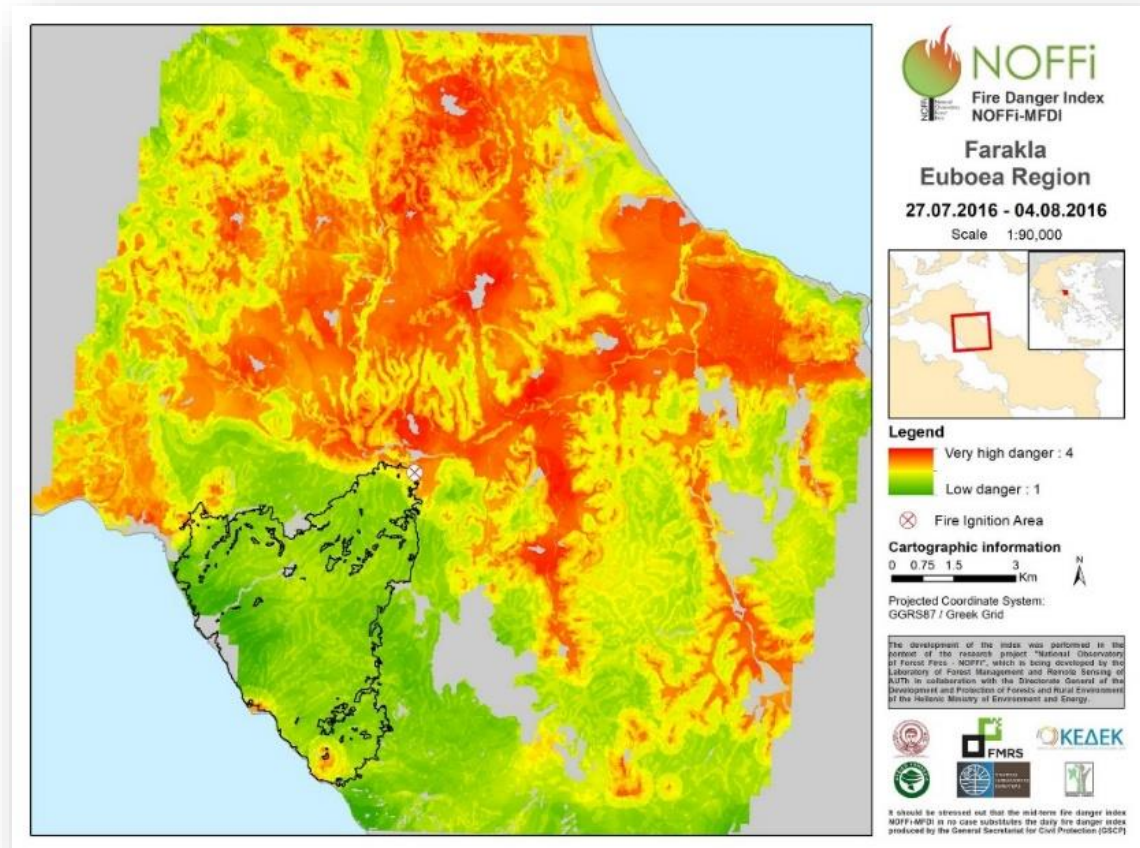 NOFFi
Fire Danger Index
NOFFi-MFDI
Farakla
Euboea Region
27.07.2016 - 04.08.2016
Scale 1:90,000
Legend
Very high danger : 4
Low danger : 1
Fire Ignition Area
Cartographic information
0 0.75 1.5 3
Km
N
Projected Coordinate System:
GGRS87 / Greek Grid
The development of the index was performed in the
context of the research project "National Observatory
of Forest Fires - NOFFi", which is being developed by the
Laboratory of Forest Management and Remote Sensing of
AUTh in collaboration with the Directorate General of the
Development and Protection of Forests and Rural Environment
of the Hellenic Ministry of Environment and Energy.
FMRS
ΚΕΔΕΚ
It should be stressed out that the mid-term fire danger index
NOFFi-MFDI in no case substitutes the daily fire danger index
produced by the General Secretariat for Civil Protection (GSCP)